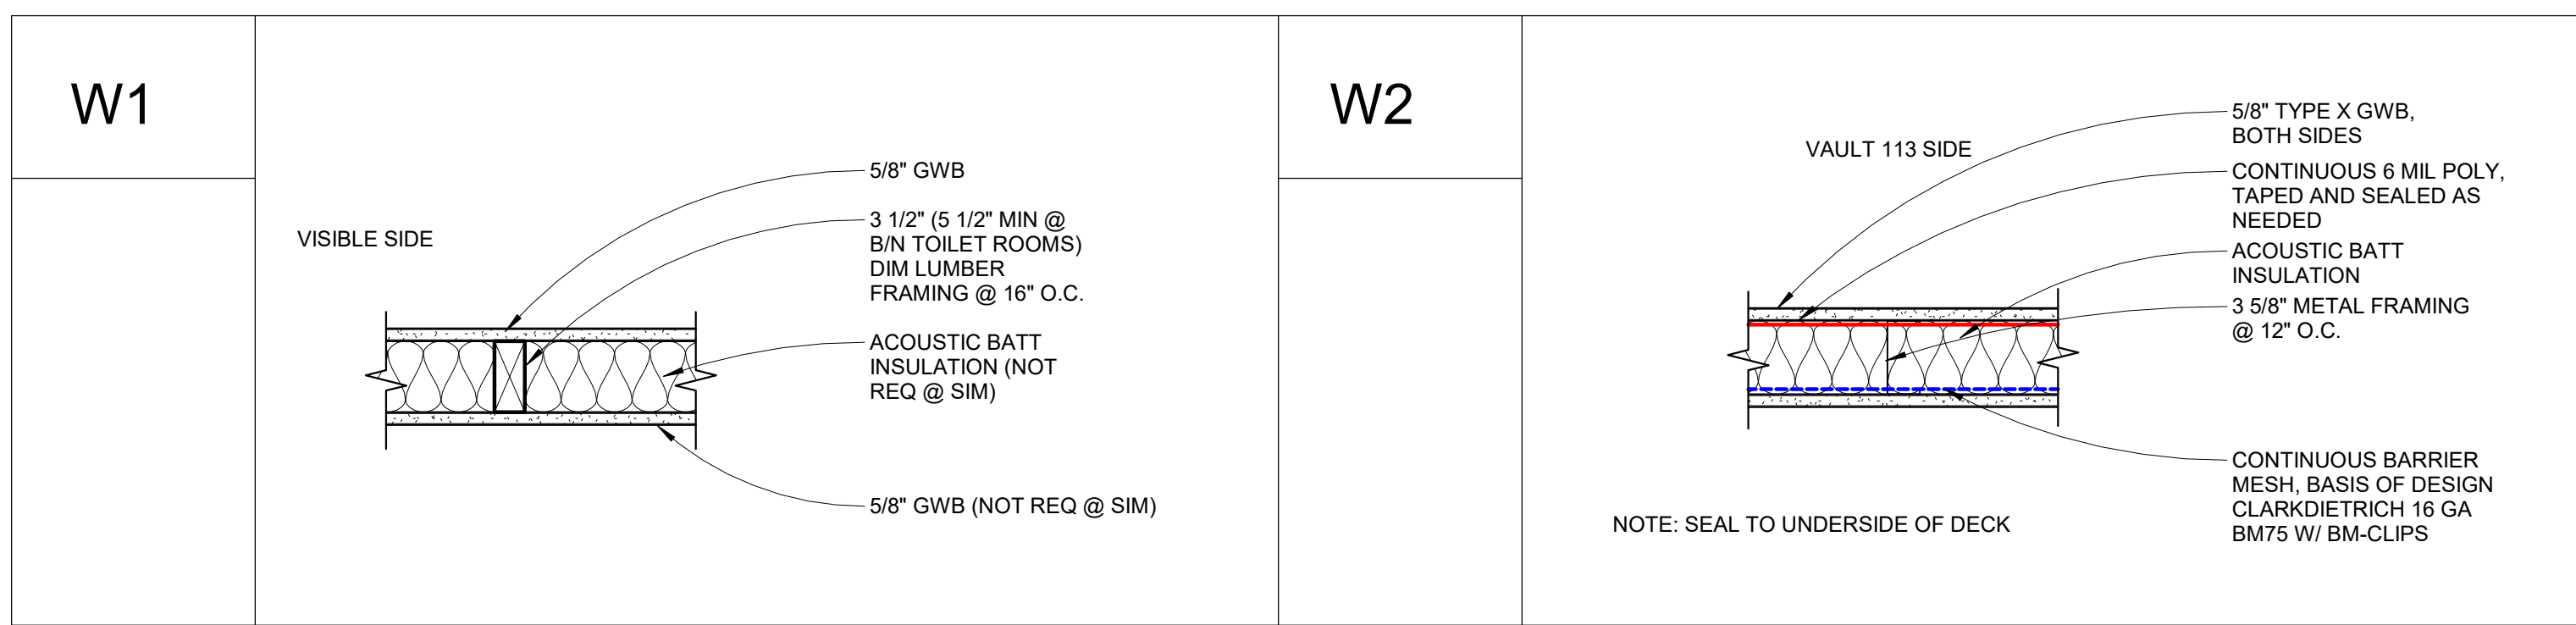 W1
VISIBLE SIDE
5/8" GWB
3 1/2" (5 1/2" MIN @
B/N TOILET ROOMS)
DIM LUMBER
FRAMING @ 16" O.C.
ACOUSTIC BATT
INSULATION (NOT
REQ @ SIM)
5/8" GWB (NOT REQ @ SIM)
W2
VAULT 113 SIDE
5/8" TYPE X GWB,
BOTH SIDES
CONTINUOUS 6 MIL POLY,
TAPED AND SEALED AS
NEEDED
ACOUSTIC BATT
INSULATION
3 5/8" METAL FRAMING
@ 12" O.C.
CONTINUOUS BARRIER
MESH, BASIS OF DESIGN
CLARKDIETRICH 16 GA
BM75 W/ BM-CLIPS
NOTE: SEAL TO UNDERSIDE OF DECK